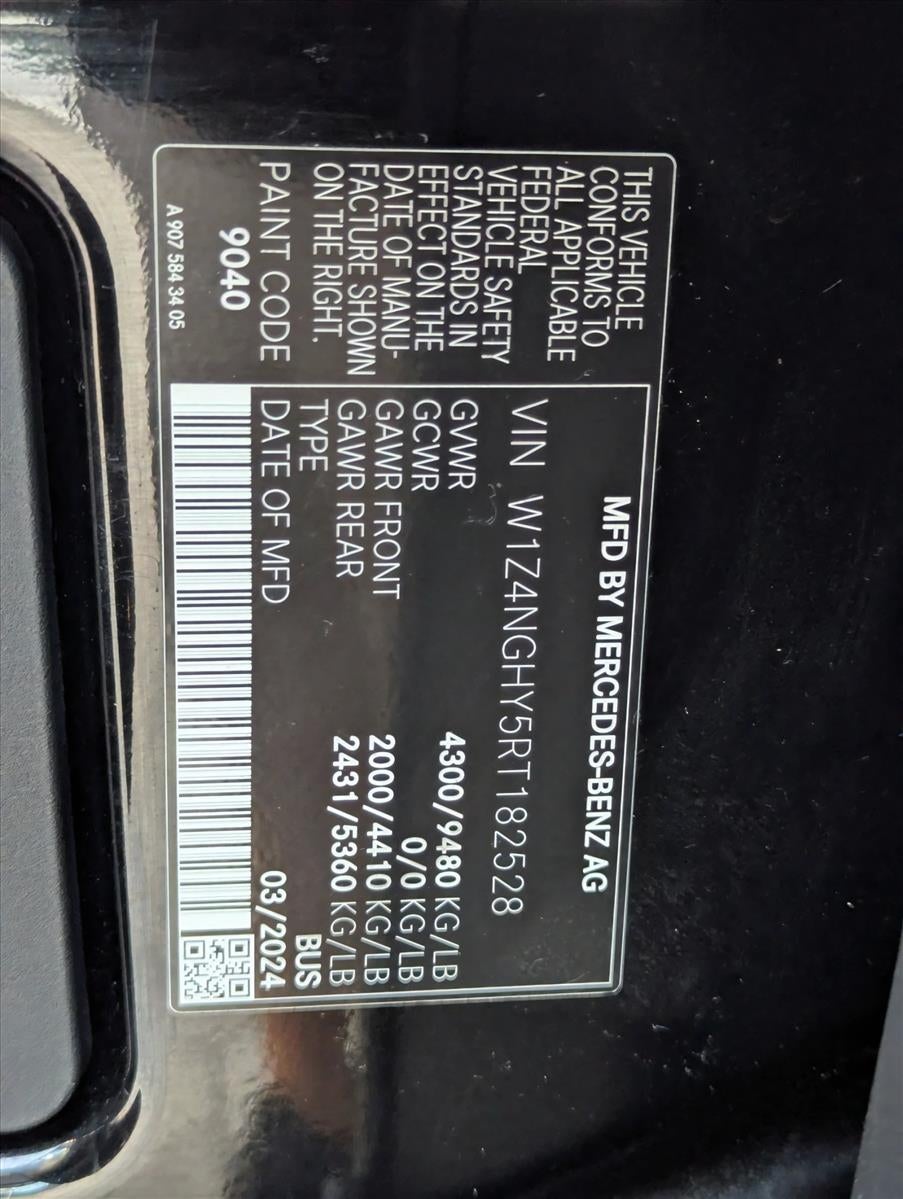 MFD BY MERCEDES-BENZ AG
THIS VEHICLE
CONFORMS TO
ALL APPLICABLE
FEDERAL
VEHICLE SAFETY
STANDARDS IN
EFFECT ON THE
DATE OF MANU-
FACTURE SHOWN
ON THE RIGHT.
PAINT CODE
9040
VIN W1Z4NGHY5RT182528
GVWR 4300/9480 KG/LB
GCWR 0/0 KG/LB
GAWR FRONT 2000/4410 KG/LB
GAWR REAR 2431/5360 KG/LB
TYPE BUS
DATE OF MFD 03/2024
A 907 584 34 05